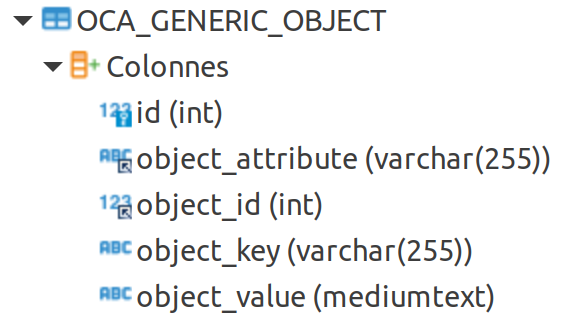 OCA_GENERIC_OBJECT
Colonnes
123 id (int)
ABC object_attribute (varchar(255))
123 object_id (int)
ABC object_key (varchar(255))
ABC object_value (mediumtext)